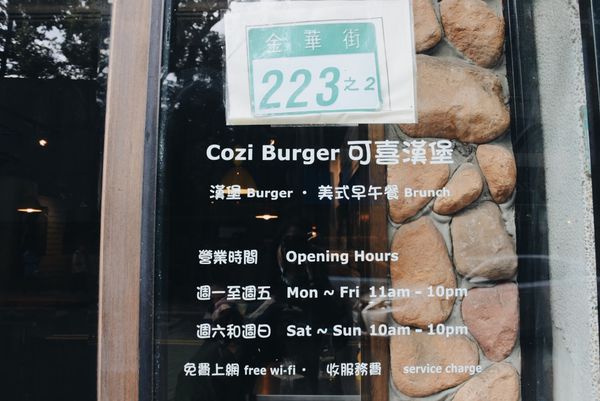 金華街
223之2
Cozi Burger 可喜漢堡
漢堡 Burger · 美式早午餐 Brunch
營業時間 Opening Hours
週一至週五 Mon ~ Fri 11am - 10pm
週六和週日 Sat ~ Sun 10am - 10pm
免費上網 free wi-fi · 收服務費 service charge